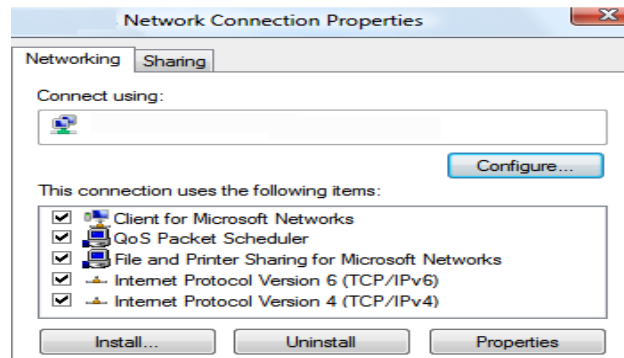 Network Connection Properties
Networking Sharing
Connect using:
Configure...
This connection uses the following items:
Client for Microsoft Networks
QoS Packet Scheduler
File and Printer Sharing for Microsoft Networks
Internet Protocol Version 6 (TCP/IPv6)
Internet Protocol Version 4 (TCP/IPv4)
Install... Uninstall Properties